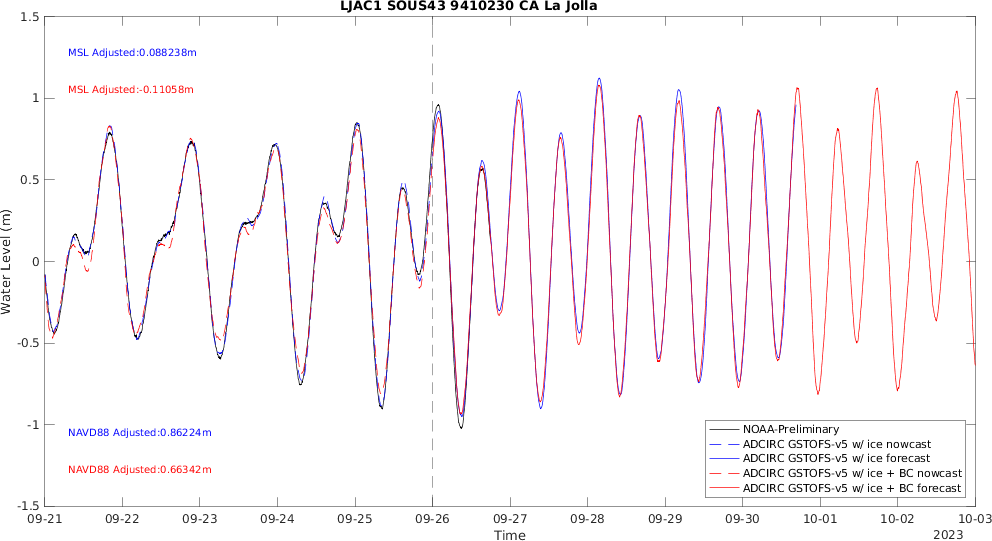 LJAC1 SOUS43 9410230 CA La Jolla
1.5
MSL Adjusted:0.088238m
MSL Adjusted:-0.11058m
1
0.5
0
-0.5
-1
-1.5
Water Level (m)
NAVD88 Adjusted:0.86224m
NAVD88 Adjusted:0.66342m
NOAA-Preliminary
ADCIRC GSTOFS-v5 w/ ice nowcast
ADCIRC GSTOFS-v5 w/ ice forecast
ADCIRC GSTOFS-v5 w/ ice + BC nowcast
ADCIRC GSTOFS-v5 w/ ice + BC forecast
09-21 09-22 09-23 09-24 09-25 09-26 09-27 09-28 09-29 09-30 10-01 10-02 10-03
Time
2023